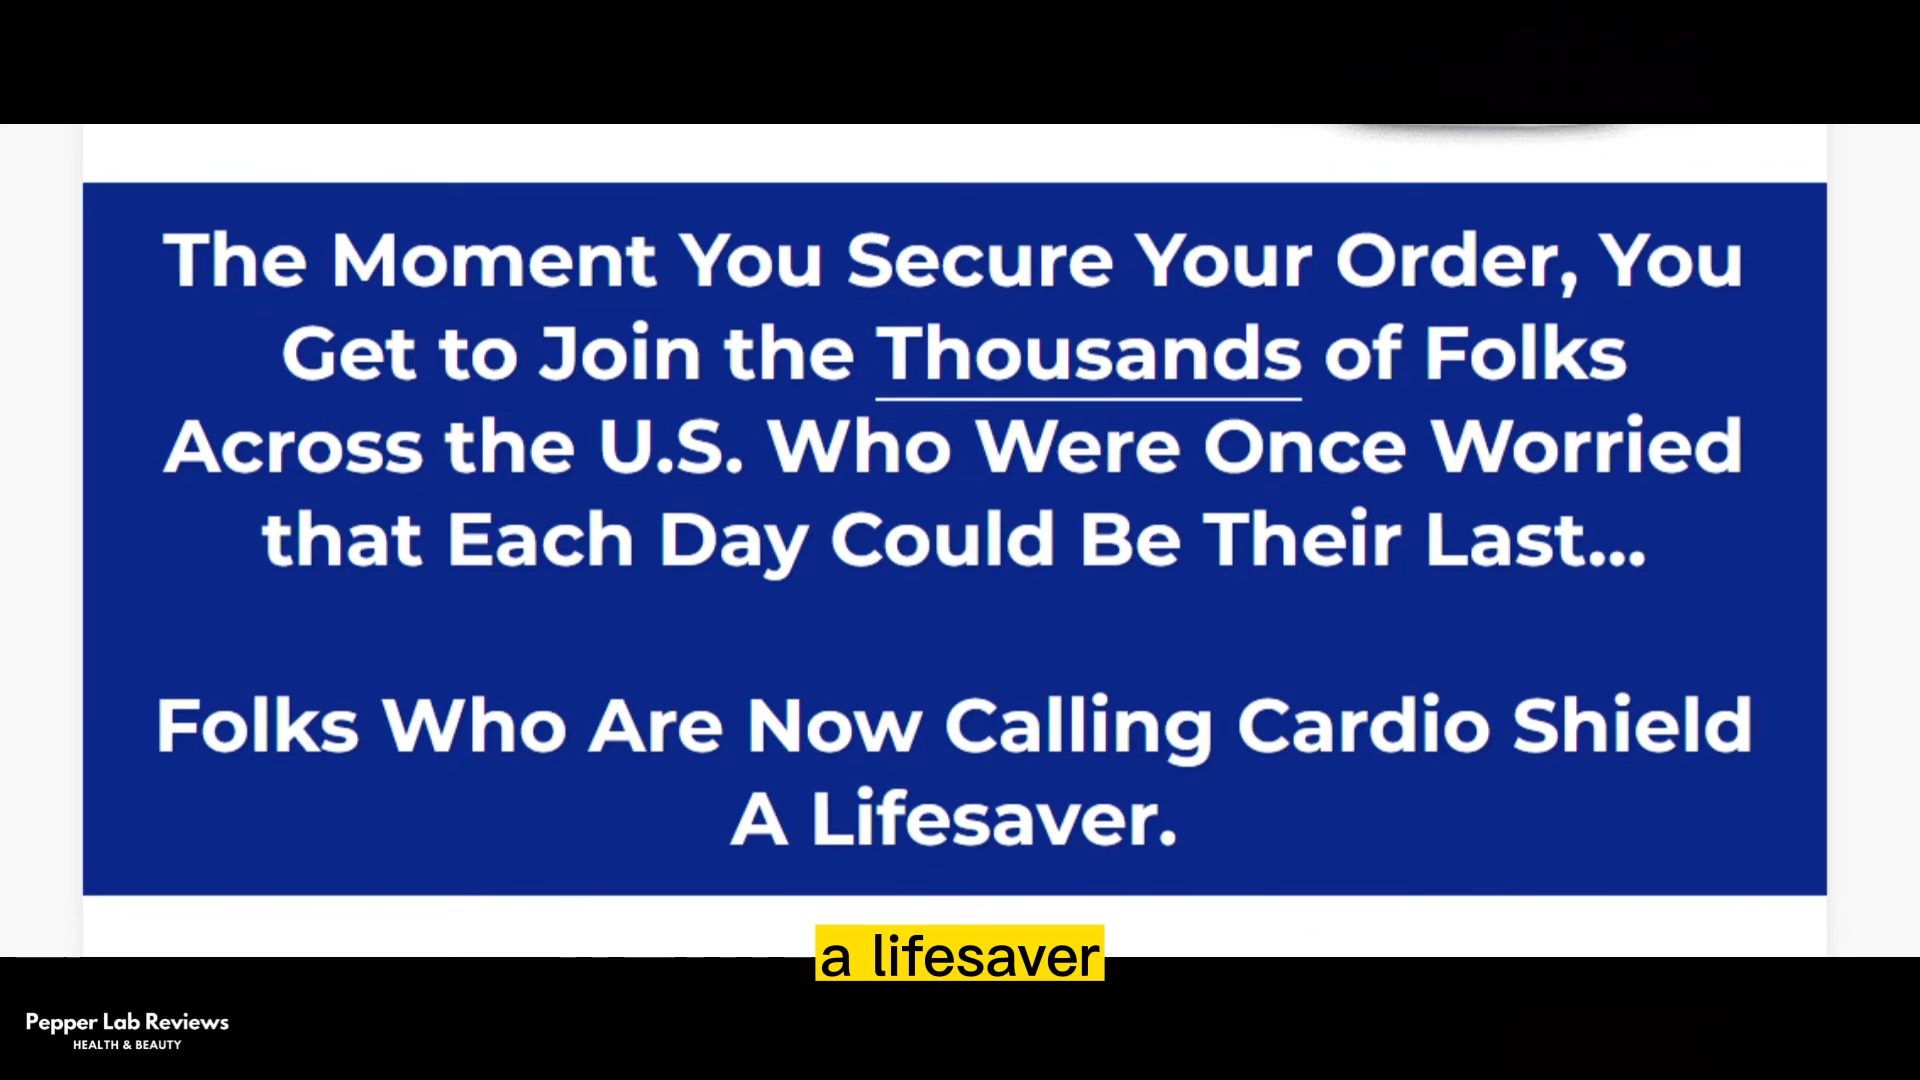 The Moment You Secure Your Order, You
Get to Join the Thousands of Folks
Across the U.S. Who Were Once Worried
that Each Day Could Be Their Last...
Folks Who Are Now Calling Cardio Shield
A Lifesaver.
a lifesaver
Pepper Lab Reviews
HEALTH & BEAUTY